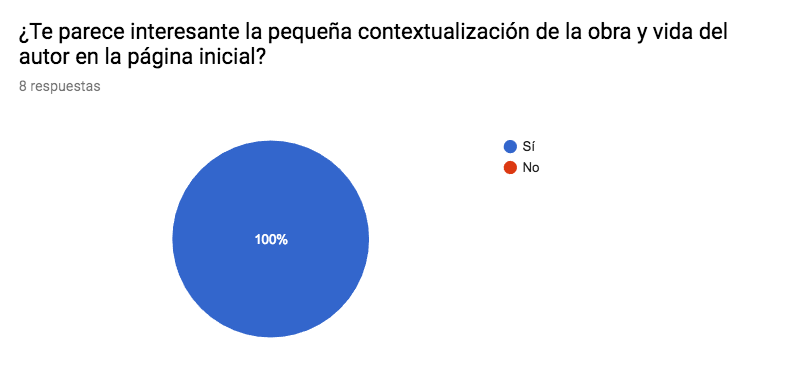 ¿Te parece interesante la pequeña contextualización de la obra y vida del
autor en la página inicial?
8 respuestas
Sí
No
100%